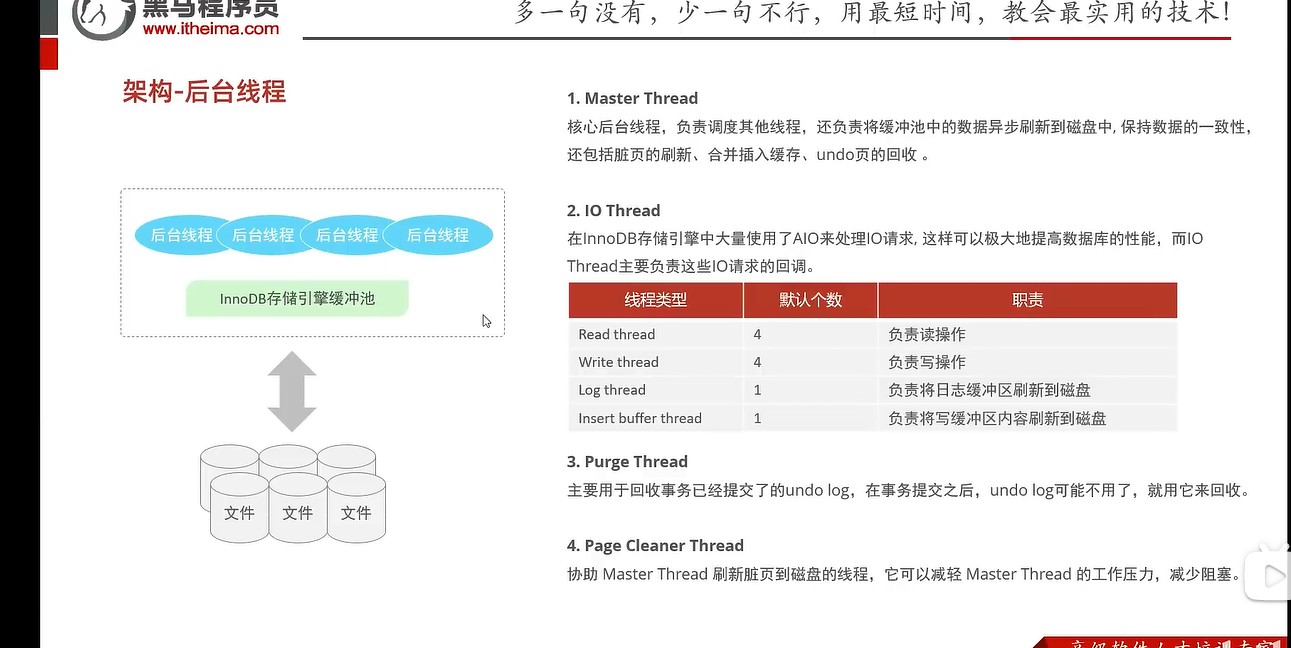 黑马程序员
www.itheima.com
多一句没有，少一句不行，用最短时间，教会最实用的技术！
架构-后台线程
后台线程 后台线程 后台线程 后台线程
InnoDB存储引擎缓冲池
文件 文件 文件
1. Master Thread
核心后台线程，负责调度其他线程，还负责将缓冲池中的数据异步刷新到磁盘中, 保持数据的一致性，
还包括脏页的刷新、合并插入缓存、undo页的回收 。
2. IO Thread
在InnoDB存储引擎中大量使用了AIO来处理IO请求, 这样可以极大地提高数据库的性能，而IO
Thread主要负责这些IO请求的回调。
线程类型 默认个数 职责
Read thread 4 负责读操作
Write thread 4 负责写操作
Log thread 1 负责将日志缓冲区刷新到磁盘
Insert buffer thread 1 负责将写缓冲区内容刷新到磁盘
3. Purge Thread
主要用于回收事务已经提交了的undo log，在事务提交之后，undo log可能不用了，就用它来回收。
4. Page Cleaner Thread
协助 Master Thread 刷新脏页到磁盘的线程，它可以减轻 Master Thread 的工作压力，减少阻塞。
高级软件人才培训专家